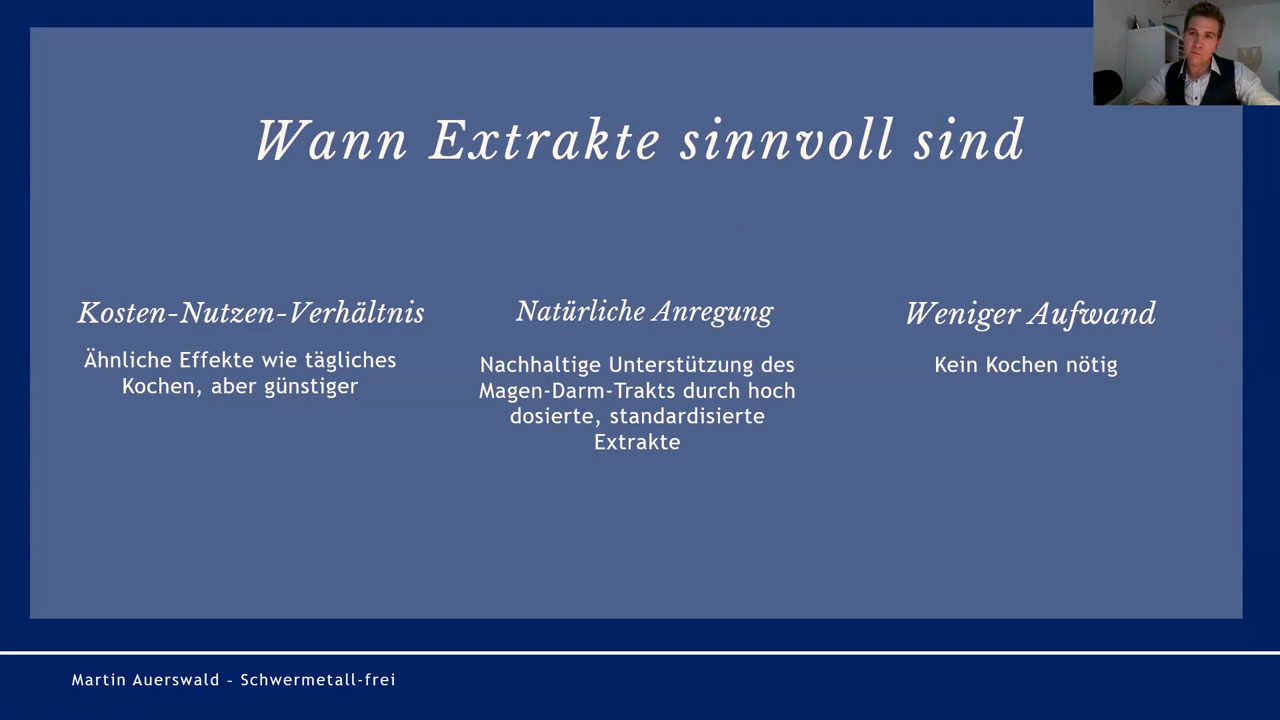 Wann Extrakte sinnvoll sind
Kosten-Nutzen-Verhältnis
Ähnliche Effekte wie tägliches
Kochen, aber günstiger
Natürliche Anregung
Nachhaltige Unterstützung des
Magen-Darm-Trakts durch hoch
dosierte, standardisierte
Extrakte
Weniger Aufwand
Kein Kochen nötig
Martin Auerswald – Schwermetall-frei